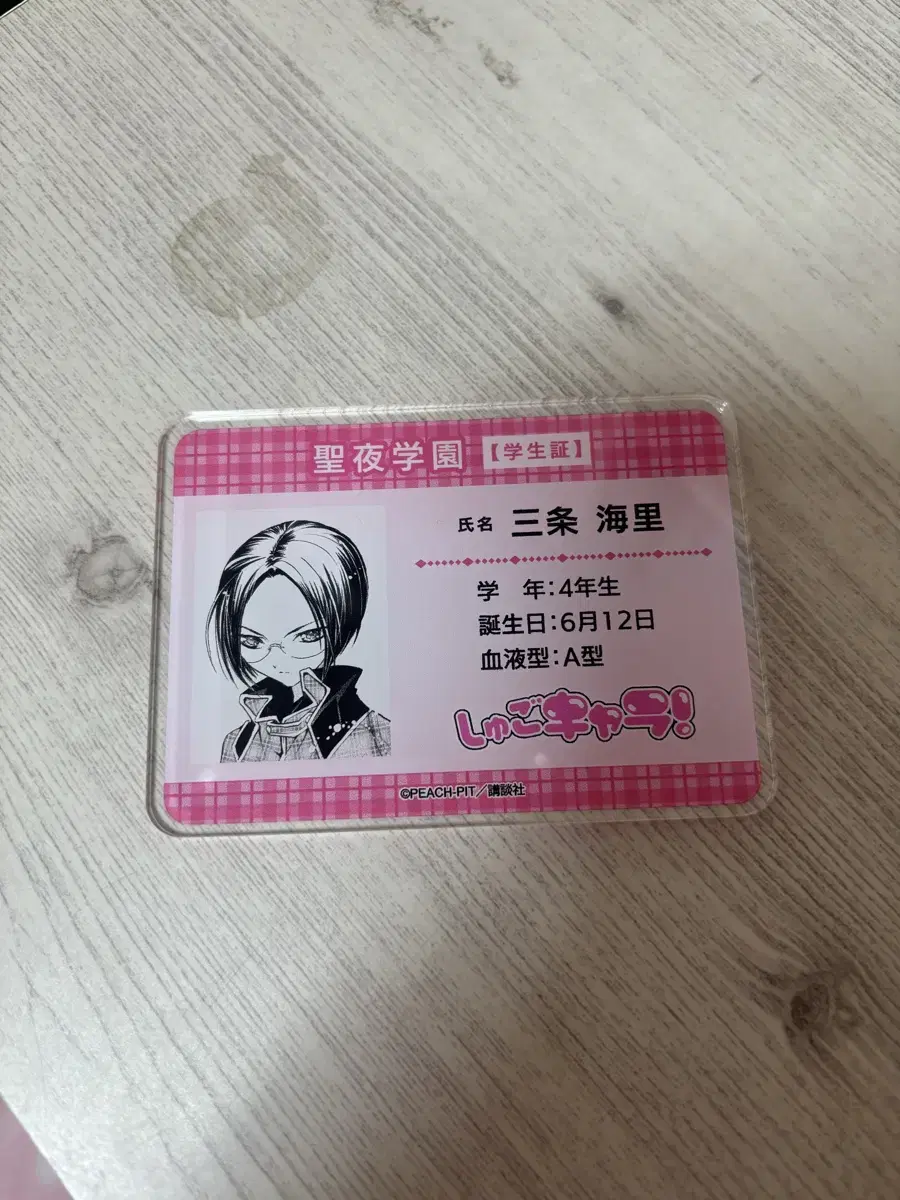 聖夜学園【学生証】
氏名 三条 海里
学 年:4年生
誕生日:6月12日
血液型:A型
しゅごキャラ!
©PEACH-PIT/講談社